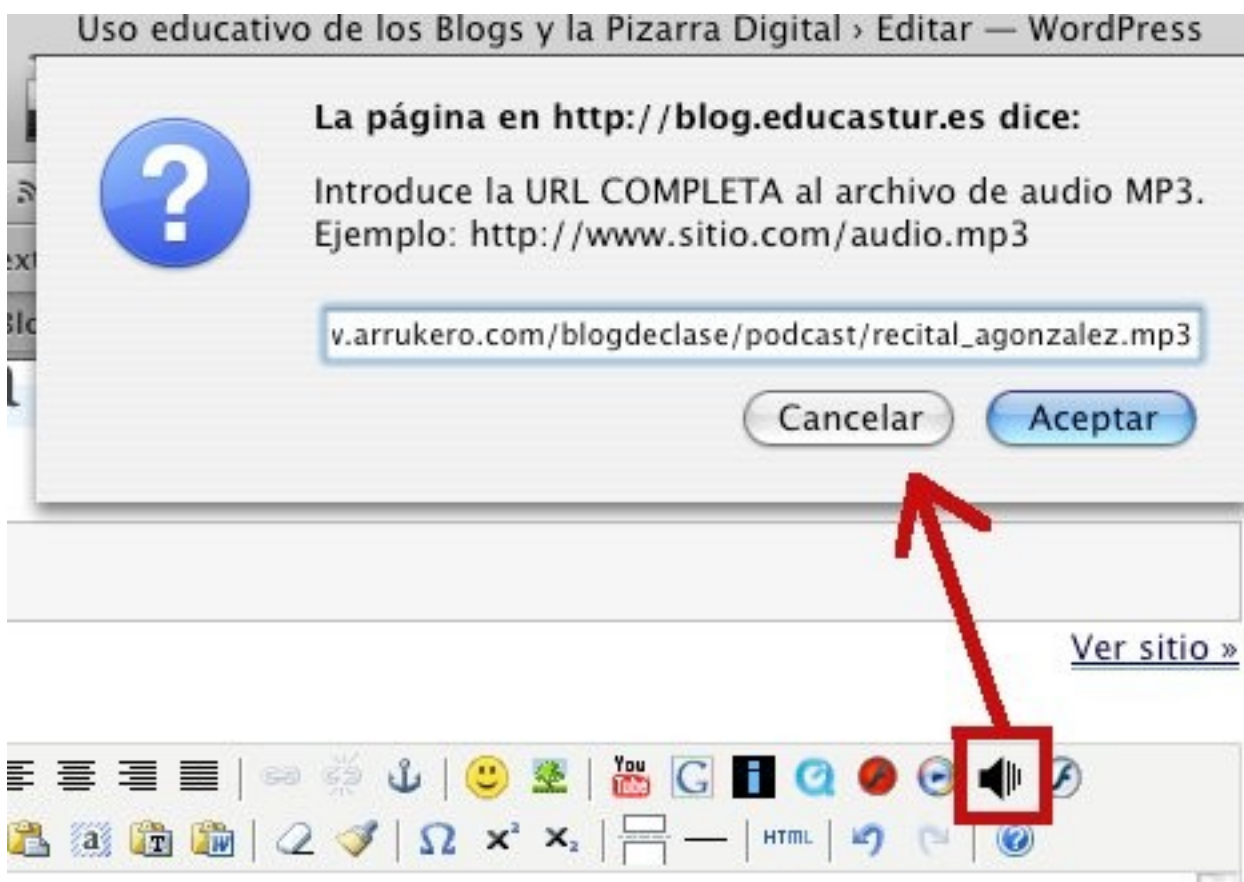 Uso educativo de los Blogs y la Pizarra Digital › Editar — WordPress
La página en http://blog.educastur.es dice:
Introduce la URL COMPLETA al archivo de audio MP3.
Ejemplo: http://www.sitio.com/audio.mp3
.arrukero.com/blogdeclase/podcast/recital_agonzalez.mp3
Cancelar Aceptar
Ver sitio »
You Tube G i
a T W Ω x² x₂ HTML ?